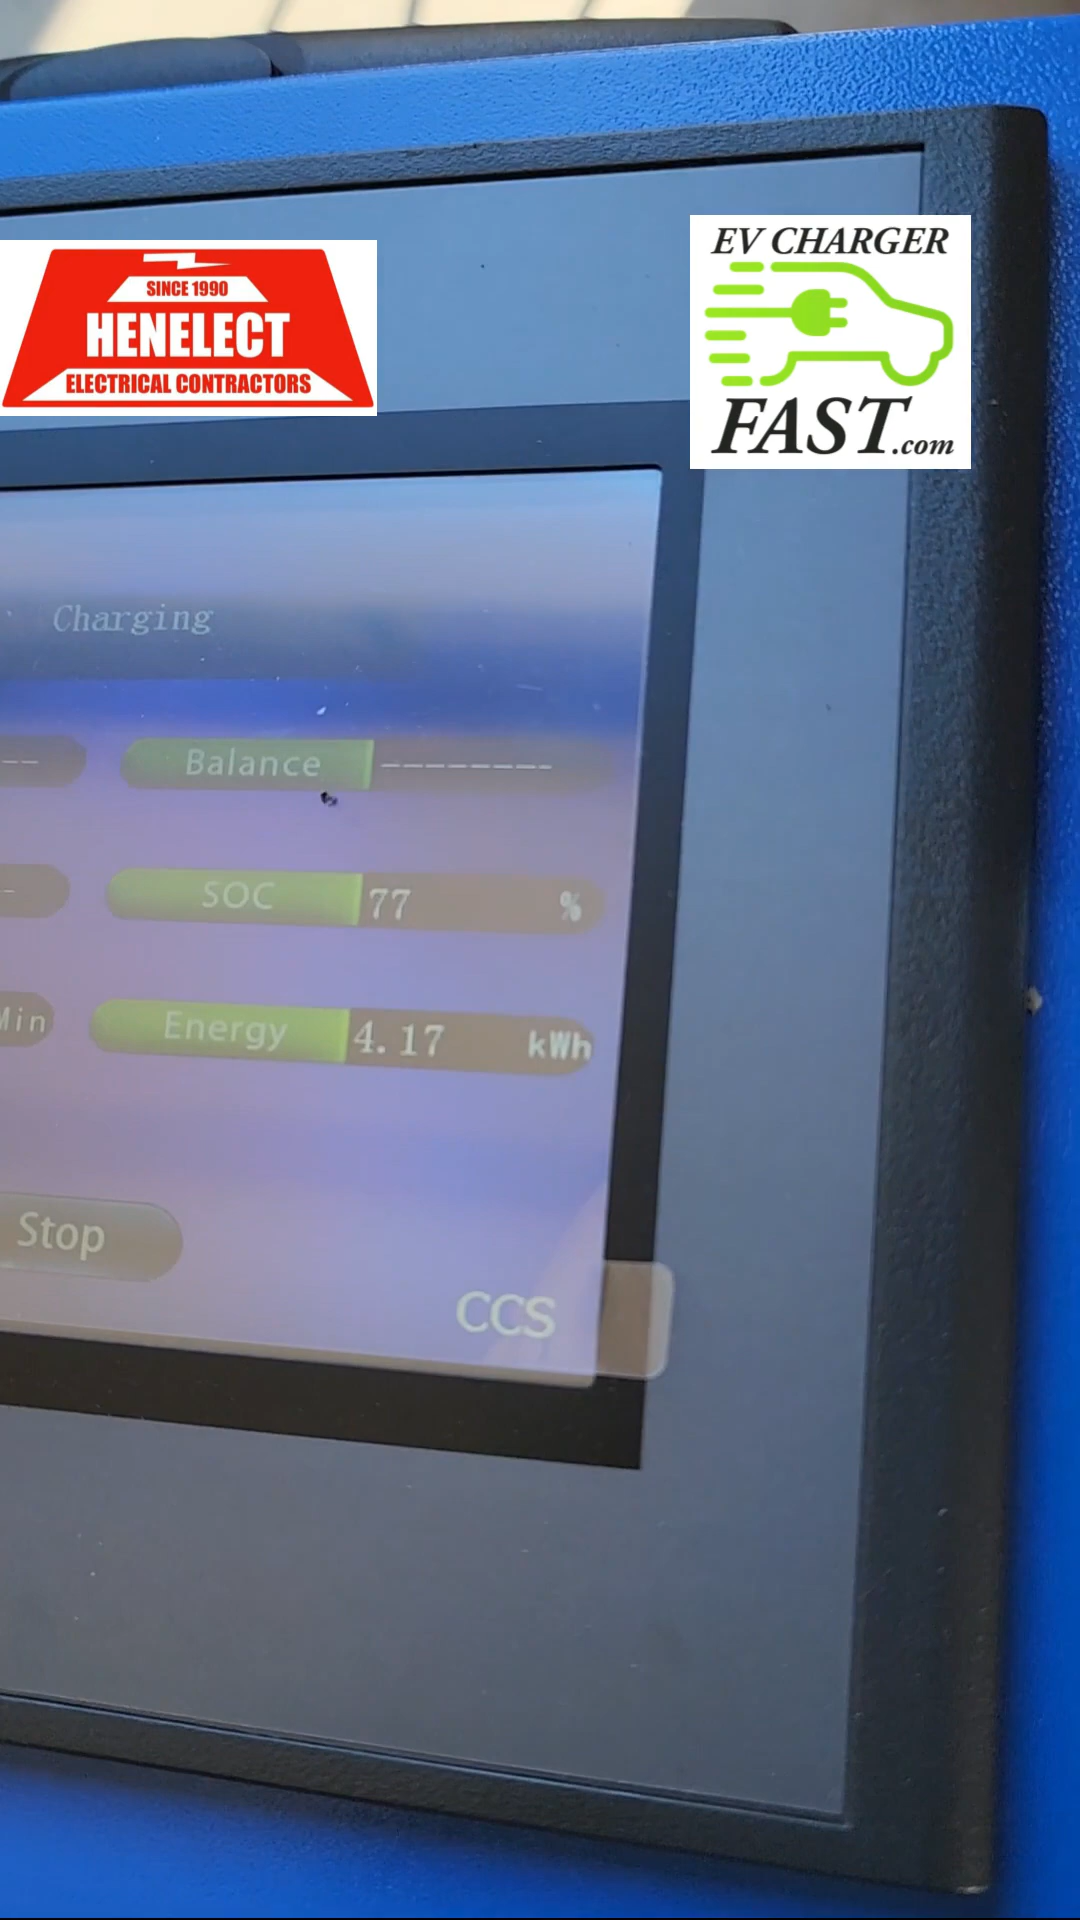 SINCE 1990
HENELECT
ELECTRICAL CONTRACTORS
EV CHARGER
FAST.com
Charging
--
Balance --------
-
SOC 77 %
Min
Energy 4.17 kWh
Stop
CCS